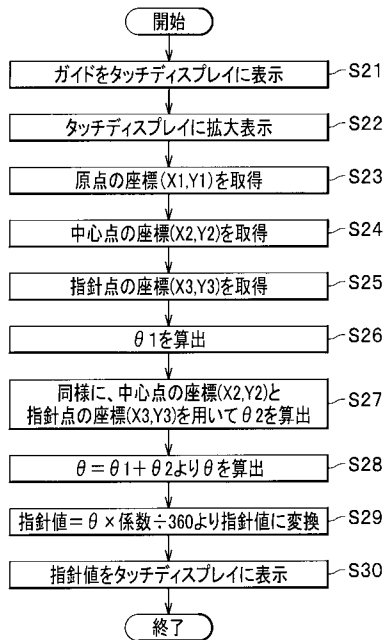 開始
ガイドをタッチディスプレイに表示
S21
タッチディスプレイに拡大表示
S22
原点の座標(X1,Y1)を取得
S23
中心点の座標(X2,Y2)を取得
S24
指針点の座標(X3,Y3)を取得
S25
θ1を算出
S26
同様に、中心点の座標(X2,Y2)と
指針点の座標(X3,Y3)を用いてθ2を算出
S27
θ=θ1+θ2よりθを算出
S28
指針値=θ×係数÷360より指針値に変換
S29
指針値をタッチディスプレイに表示
S30
終了